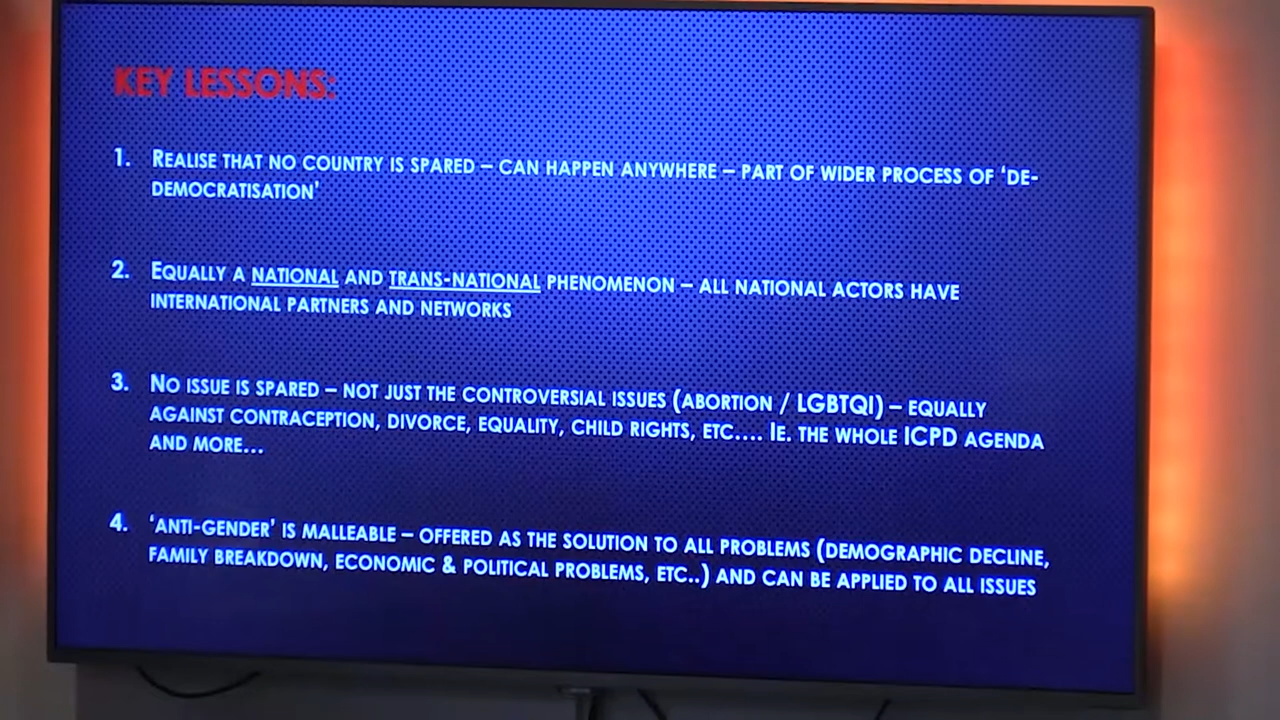 KEY LESSONS:
1. REALISE THAT NO COUNTRY IS SPARED – CAN HAPPEN ANYWHERE – PART OF WIDER PROCESS OF ‘DE-
DEMOCRATISATION’
2. EQUALLY A NATIONAL AND TRANS-NATIONAL PHENOMENON – ALL NATIONAL ACTORS HAVE
INTERNATIONAL PARTNERS AND NETWORKS
3. NO ISSUE IS SPARED – NOT JUST THE CONTROVERSIAL ISSUES (ABORTION / LGBTQI) – EQUALLY
AGAINST CONTRACEPTION, DIVORCE, EQUALITY, CHILD RIGHTS, ETC.... IE. THE WHOLE ICPD AGENDA
AND MORE...
4. ‘ANTI-GENDER’ IS MALLEABLE – OFFERED AS THE SOLUTION TO ALL PROBLEMS (DEMOGRAPHIC DECLINE,
FAMILY BREAKDOWN, ECONOMIC & POLITICAL PROBLEMS, ETC..) AND CAN BE APPLIED TO ALL ISSUES